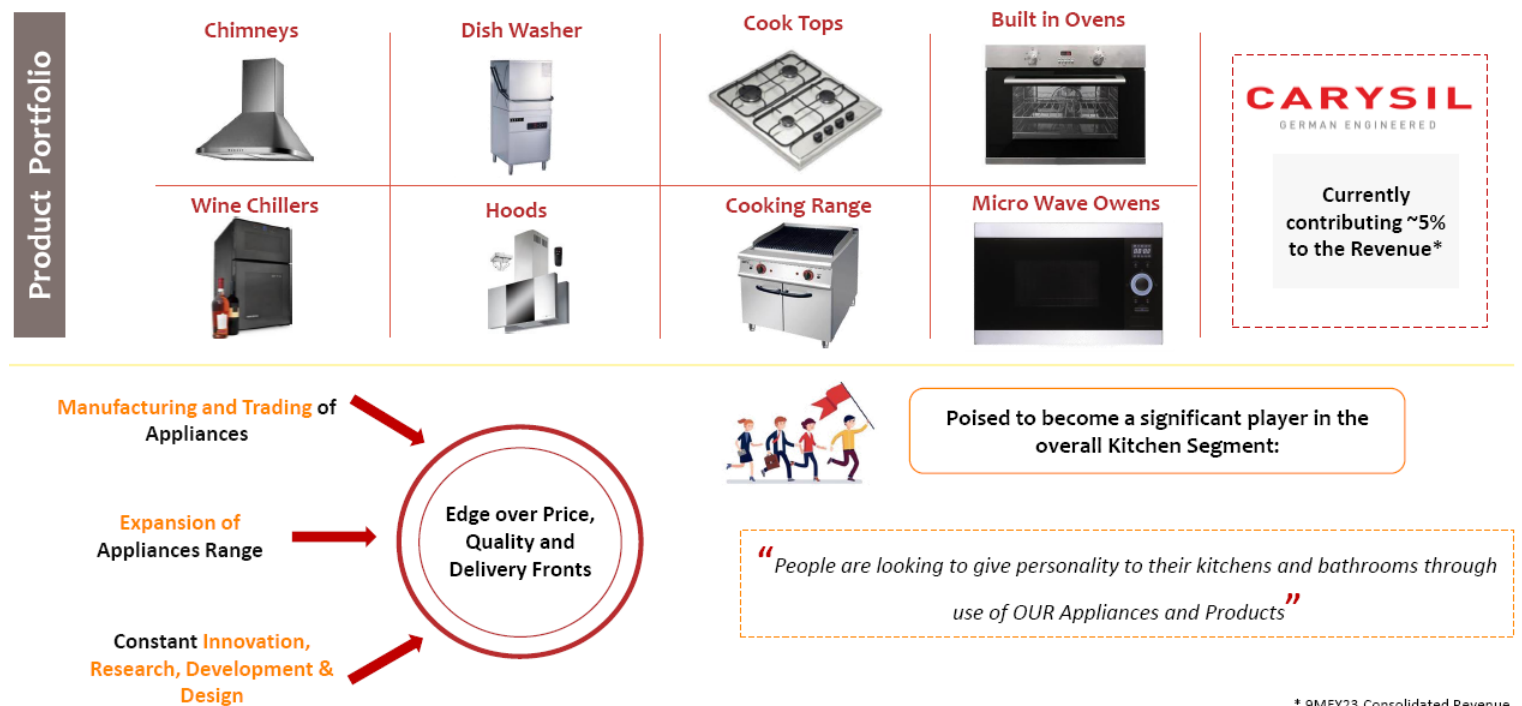 Product Portfolio
Chimneys
Dish Washer
Cook Tops
Built in Ovens
Wine Chillers
Hoods
Cooking Range
Micro Wave Owens
CARYSIL
GERMAN ENGINEERED
Currently
contributing ~5%
to the Revenue*
Manufacturing and Trading of
Appliances
Expansion of
Appliances Range
Constant Innovation,
Research, Development &
Design
Edge over Price,
Quality and
Delivery Fronts
Poised to become a significant player in the
overall Kitchen Segment:
“People are looking to give personality to their kitchens and bathrooms through
use of OUR Appliances and Products”
* 9MFY23 Consolidated Revenue